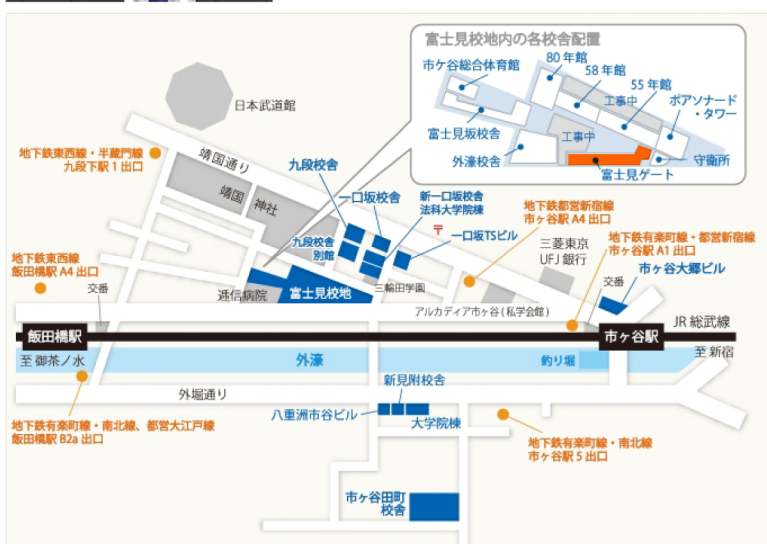 富士見校地内の各校舎配置
市ケ谷総合体育館
80 年館
58 年館
55 年館
工事中
ボアソナード
・タワー
富士見坂校舎
工事中
外濠校舎
守衛所
富士見ゲート
日本武道館
地下鉄東西線・半蔵門線
九段下駅 1 出口
靖国通り
靖国
神社
九段校舎
一口坂校舎
新一口坂校舎
法科大学院棟
〒
一口坂TSビル
九段校舎
別館
地下鉄都営新宿線
市ヶ谷駅 A4 出口
三菱東京
UFJ 銀行
地下鉄有楽町線・都営新宿線
市ヶ谷駅 A1 出口
地下鉄東西線
飯田橋駅 A4 出口
交番
逓信病院
富士見校地
三輪田学園
アルカディア市ヶ谷 ( 私学会館 )
交番
市ヶ谷大郷ビル
飯田橋駅
市ヶ谷駅
JR 総武線
至 御茶ノ水
外濠
釣り堀
至 新宿
外堀通り
新見附校舎
八重洲市谷ビル
大学院棟
地下鉄有楽町線・南北線、都営大江戸線
飯田橋駅 B2a 出口
地下鉄有楽町線・南北線
市ヶ谷駅 5 出口
市ヶ谷田町
校舎